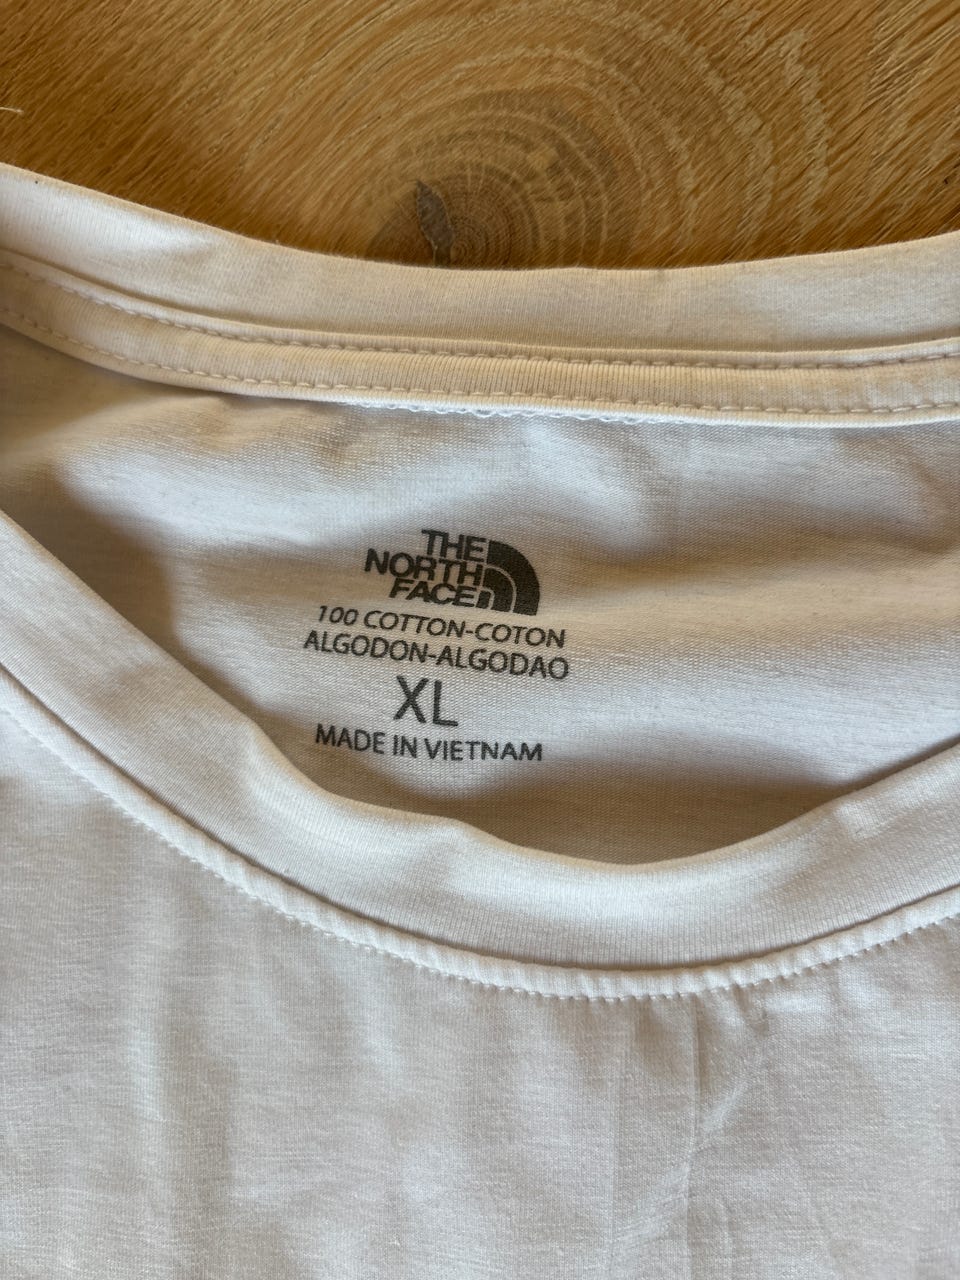 THE
NORTH
FACE
100 COTTON-COTON
ALGODON-ALGODAO
XL
MADE IN VIETNAM